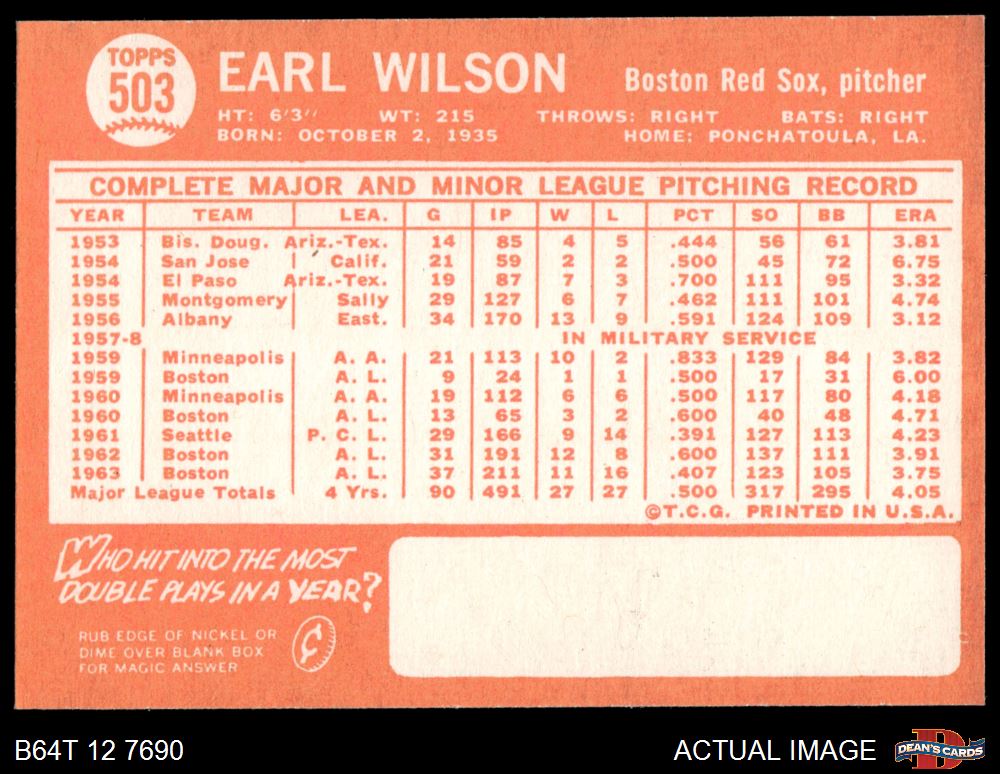 TOPPS
503
EARL WILSON
Boston Red Sox, pitcher
HT: 6'3" WT: 215 THROWS: RIGHT BATS: RIGHT
BORN: OCTOBER 2, 1935 HOME: PONCHATOULA, LA.
COMPLETE MAJOR AND MINOR LEAGUE PITCHING RECORD
YEAR TEAM LEA. G IP W L PCT SO BB ERA
1953 Bis. Doug. Ariz.-Tex. 14 85 4 5 .444 56 61 3.81
1954 San Jose Calif. 21 59 2 2 .500 45 72 6.75
1954 El Paso Ariz.-Tex. 19 87 7 3 .700 111 95 3.32
1955 Montgomery Sally 29 127 6 7 .462 111 101 4.74
1956 Albany East. 34 170 13 9 .591 124 109 3.12
1957-8 IN MILITARY SERVICE
1959 Minneapolis A. A. 21 113 10 2 .833 129 84 3.82
1959 Boston A. L. 9 24 1 1 .500 17 31 6.00
1960 Minneapolis A. A. 19 112 6 6 .500 117 80 4.18
1960 Boston A. L. 13 65 3 2 .600 40 48 4.71
1961 Seattle P. C. L. 29 166 9 14 .391 127 113 4.23
1962 Boston A. L. 31 191 12 8 .600 137 111 3.91
1963 Boston A. L. 37 211 11 16 .407 123 105 3.75
Major League Totals 4 Yrs. 90 491 27 27 .500 317 295 4.05
©T.C.G. PRINTED IN U.S.A.
WHO HIT INTO THE MOST
DOUBLE PLAYS IN A YEAR?
RUB EDGE OF NICKEL OR
DIME OVER BLANK BOX
FOR MAGIC ANSWER
¢
B64T 12 7690
ACTUAL IMAGE
DEAN'S CARDS